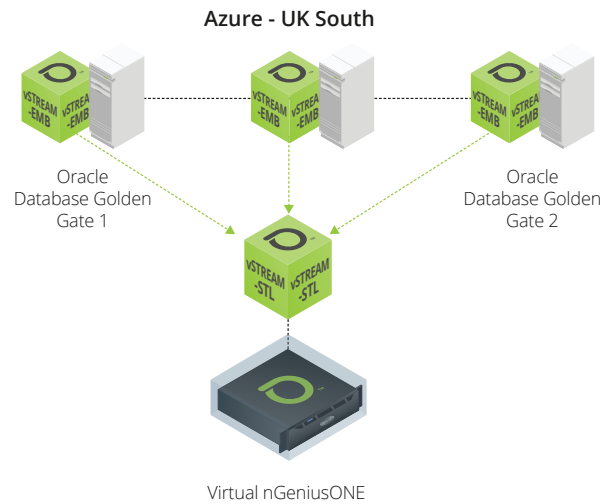 Azure - UK South
vSTREAM
-EMB
vSTREAM
-EMB
vSTREAM
-EMB
vSTREAM
-EMB
vSTREAM
-EMB
vSTREAM
-EMB
Oracle
Database Golden
Gate 1
Oracle
Database Golden
Gate 2
vSTREAM
-STL
vSTREAM
-STL
Virtual nGeniusONE